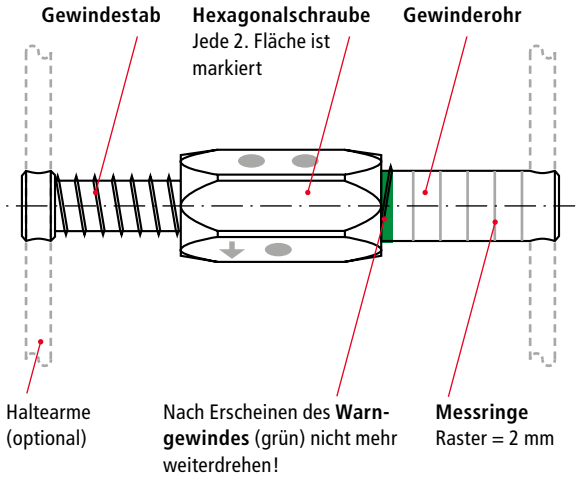 Gewindestab
Hexagonalschraube
Jede 2. Fläche ist
markiert
Gewinderohr
Haltearme
(optional)
Nach Erscheinen des Warn-
gewindes (grün) nicht mehr
weiterdrehen!
Messringe
Raster = 2 mm